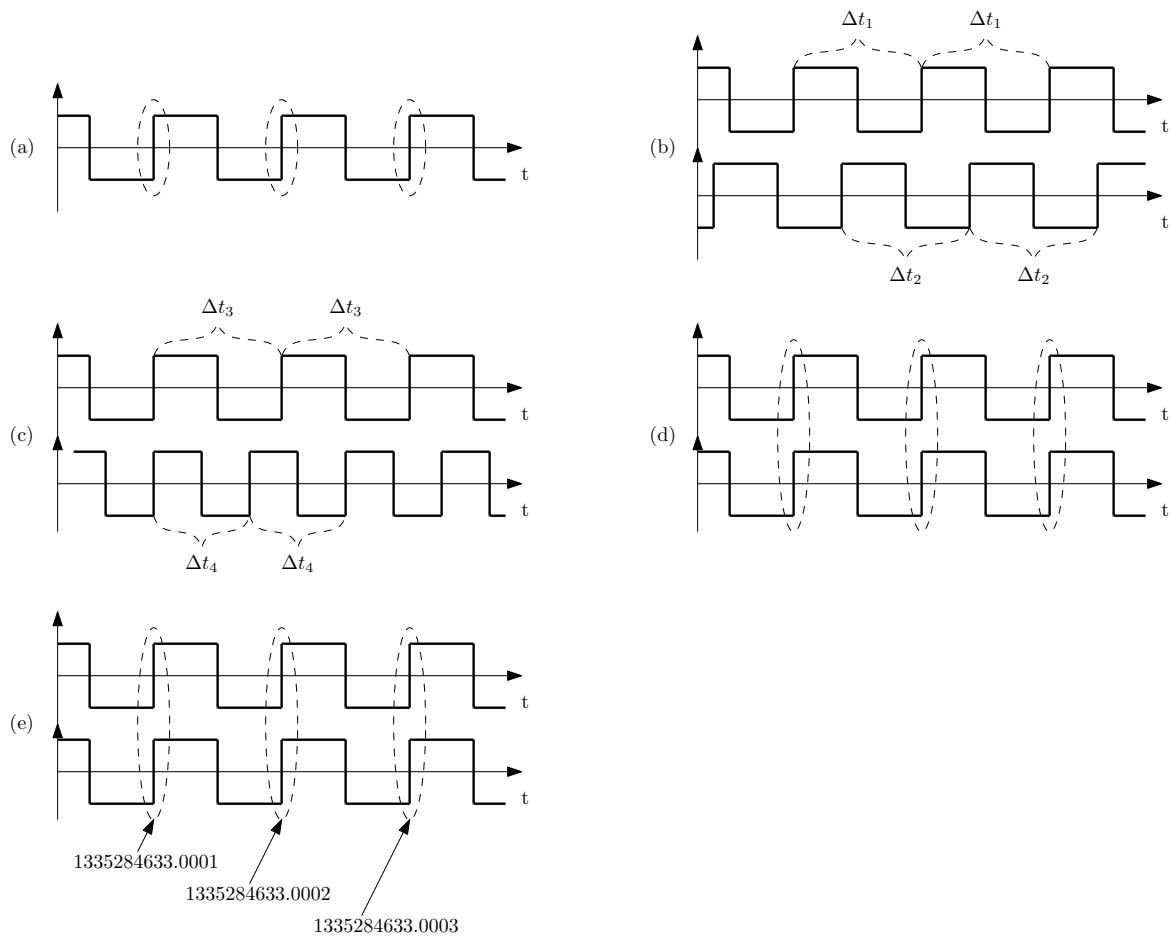 (a)
t
Δt₁ Δt₁
(b)
t
t
Δt₂ Δt₂
Δt₃ Δt₃
(c)
t
t
Δt₄ Δt₄
(d)
t
t
(e)
t
t
1335284633.0001
1335284633.0002
1335284633.0003